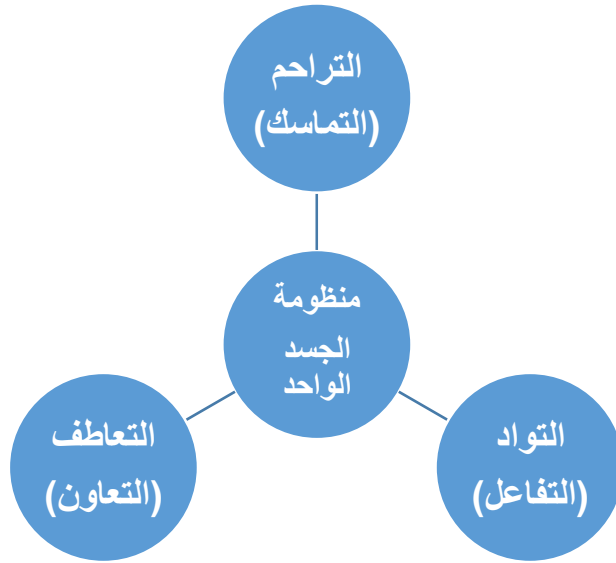 التراحم
(التماسك)
منظومة
الجسد
الواحد
التواد
(التفاعل)
التعاطف
(التعاون)